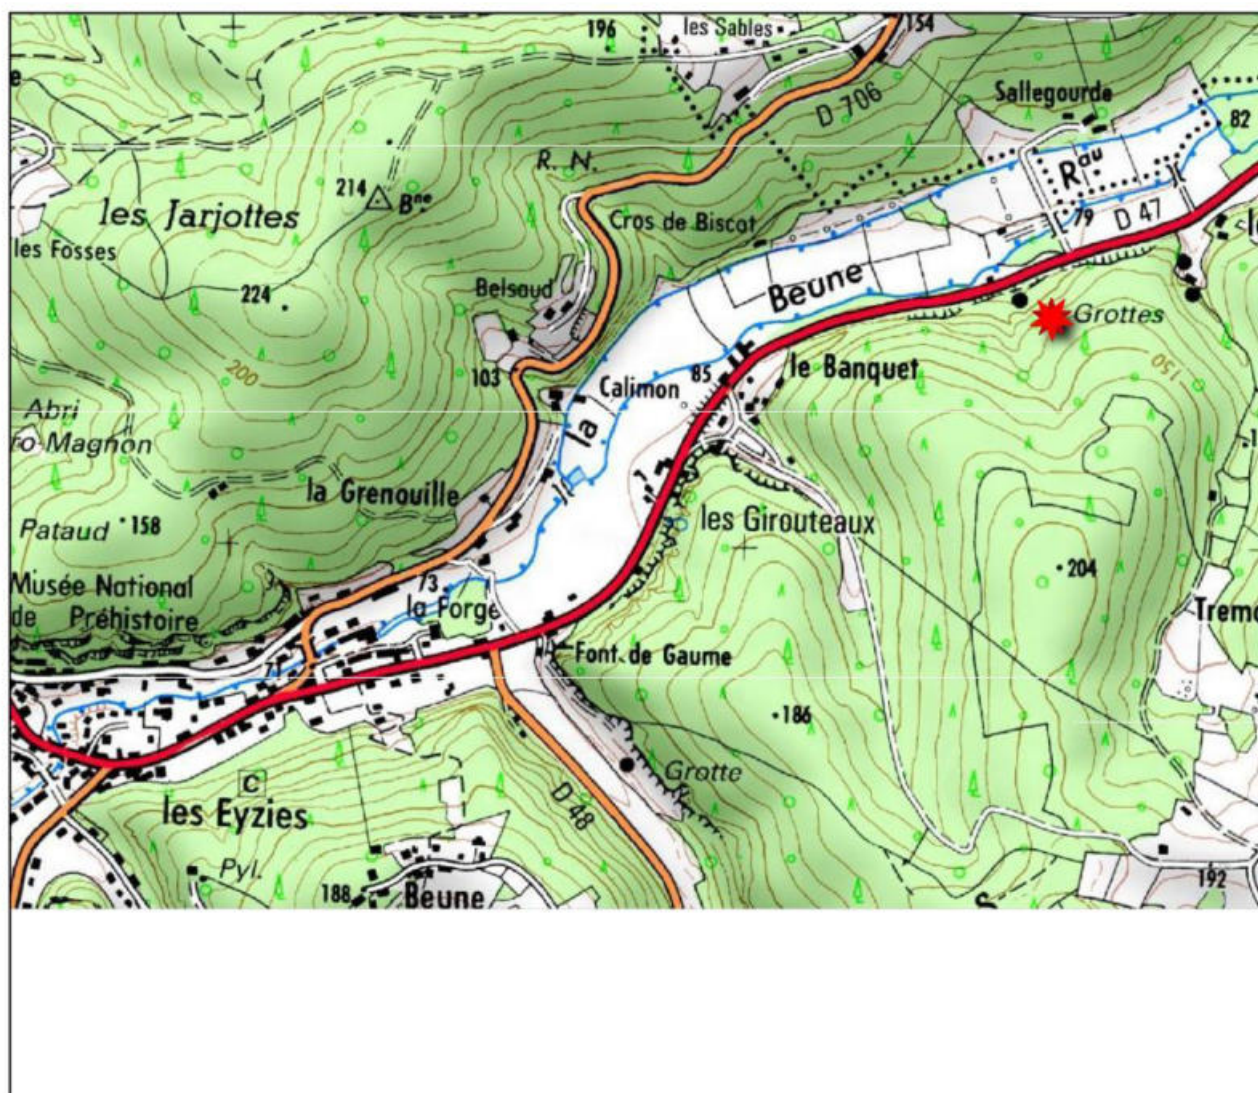 les Sables
196
154
e
Sallegourde
82
D 706
R. N.
R^au
214
B^ne
les Jarjottes
Cros de Biscot
79
D 47
les Fosses
Beune
Belsaud
224
Grottes
200
103
Calimon
85
le Banquet
150
Abri
ro-Magnon
la
la Grenouille
les Girouteaux
Pataud
158
204
Musée National
de Préhistoire
73
la Forge
Trem
Font de Gaume
186
Grotte
C
les Eyzies
D 48
Pyl.
188
Beune
192